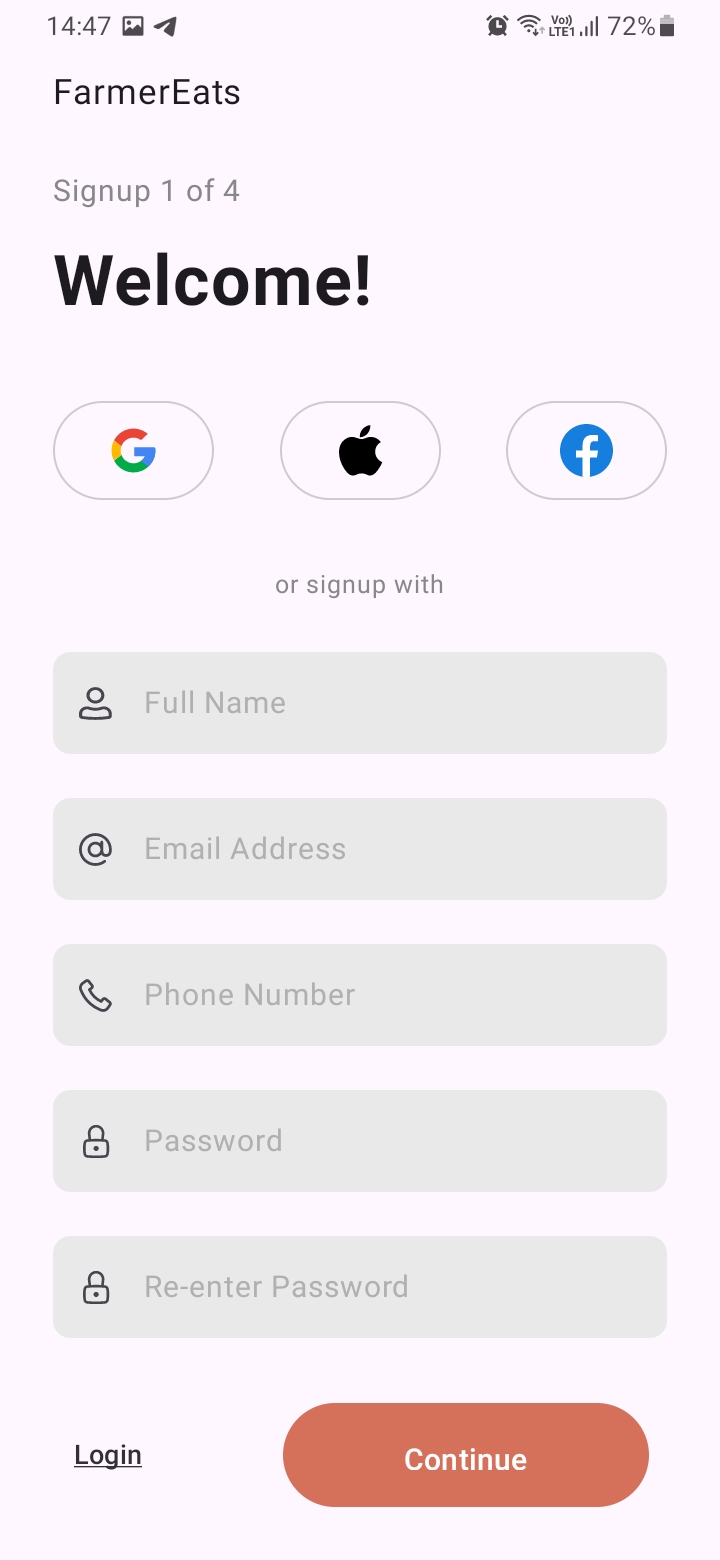 14:47 Vo)) LTE1 72%
FarmerEats
Signup 1 of 4
Welcome!
or signup with
Full Name
Email Address
Phone Number
Password
Re-enter Password
Login Continue